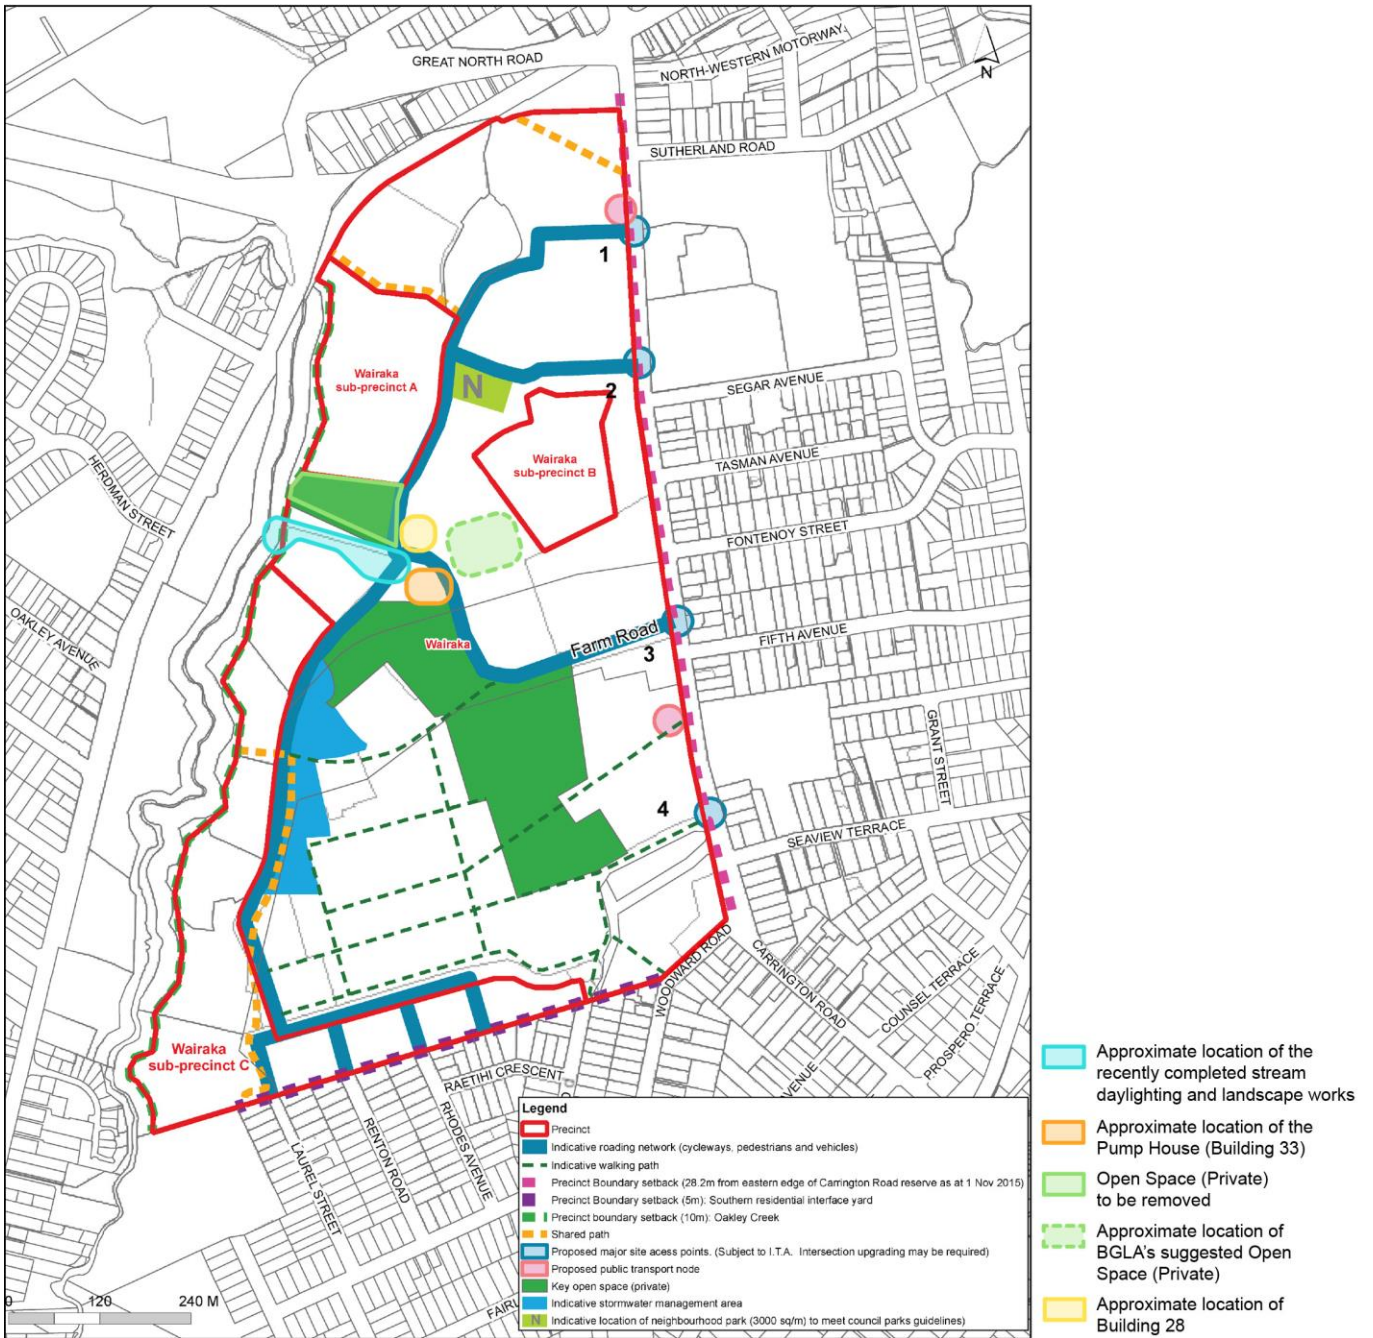 GREAT NORTH ROAD
NORTH-WESTERN MOTORWAY
N
SUTHERLAND ROAD
1
Wairaka
sub-precinct A
N
2
SEGAR AVENUE
Wairaka
sub-precinct B
TASMAN AVENUE
HERDMAN STREET
FONTENOY STREET
OAKLEY AVENUE
Wairaka
Farm Road
3
FIFTH AVENUE
GRANT STREET
4
SEAVIEW TERRACE
WOODWARD ROAD
CARRINGTON ROAD
COUNSEL TERRACE
PROSPERO TERRACE
Wairaka
sub-precinct C
RAETIHI CRESCENT
AVENUE
LAUREL STREET
RENTON ROAD
RHODES AVENUE
0 120 240 M
Legend
Precinct
Indicative roading network (cycleways, pedestrians and vehicles)
Indicative walking path
Precinct Boundary setback (28.2m from eastern edge of Carrington Road reserve as at 1 Nov 2015)
Precinct Boundary setback (5m): Southern residential interface yard
Precinct boundary setback (10m): Oakley Creek
Shared path
Proposed major site acess points. (Subject to I.T.A. Intersection upgrading may be required)
Proposed public transport node
Key open space (private)
Indicative stormwater management area
N Indicative location of neighbourhood park (3000 sq/m) to meet council parks guidelines)
Approximate location of the
recently completed stream
daylighting and landscape works
Approximate location of the
Pump House (Building 33)
Open Space (Private)
to be removed
Approximate location of
BGLA's suggested Open
Space (Private)
Approximate location of
Building 28